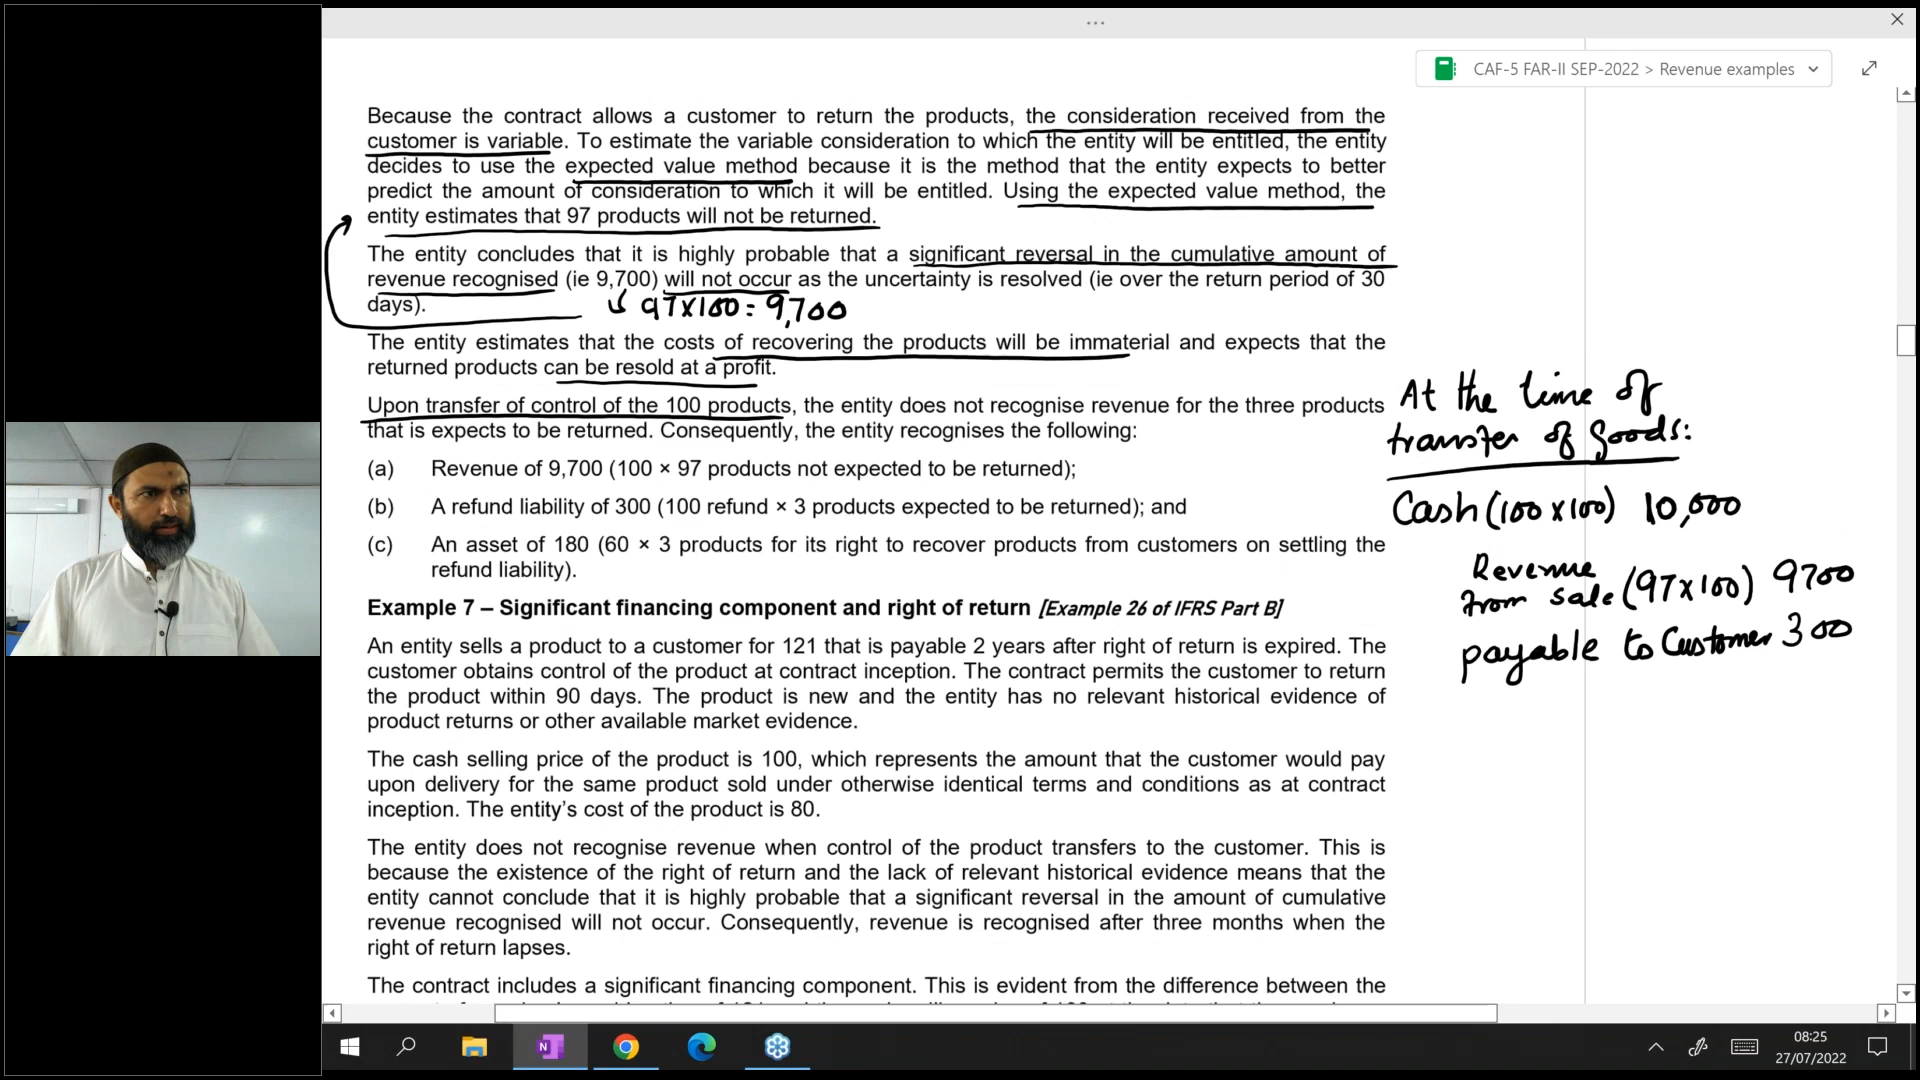 CAF-5 FAR-II SEP-2022 > Revenue examples
Because the contract allows a customer to return the products, the consideration received from the
customer is variable. To estimate the variable consideration to which the entity will be entitled, the entity
decides to use the expected value method because it is the method that the entity expects to better
predict the amount of consideration to which it will be entitled. Using the expected value method, the
entity estimates that 97 products will not be returned.
The entity concludes that it is highly probable that a significant reversal in the cumulative amount of
revenue recognised (ie 9,700) will not occur as the uncertainty is resolved (ie over the return period of 30
days).
97x100 = 9,700
The entity estimates that the costs of recovering the products will be immaterial and expects that the
returned products can be resold at a profit.
Upon transfer of control of the 100 products, the entity does not recognise revenue for the three products
that is expects to be returned. Consequently, the entity recognises the following:
(a) Revenue of 9,700 (100 × 97 products not expected to be returned);
(b) A refund liability of 300 (100 refund × 3 products expected to be returned); and
(c) An asset of 180 (60 × 3 products for its right to recover products from customers on settling the
refund liability).
At the time of
transfer of goods:
Cash (100x100) 10,000
Revenue
from sale (97x100) 9700
payable to Customer 300
Example 7 – Significant financing component and right of return [Example 26 of IFRS Part B]
An entity sells a product to a customer for 121 that is payable 2 years after right of return is expired. The
customer obtains control of the product at contract inception. The contract permits the customer to return
the product within 90 days. The product is new and the entity has no relevant historical evidence of
product returns or other available market evidence.
The cash selling price of the product is 100, which represents the amount that the customer would pay
upon delivery for the same product sold under otherwise identical terms and conditions as at contract
inception. The entity's cost of the product is 80.
The entity does not recognise revenue when control of the product transfers to the customer. This is
because the existence of the right of return and the lack of relevant historical evidence means that the
entity cannot conclude that it is highly probable that a significant reversal in the amount of cumulative
revenue recognised will not occur. Consequently, revenue is recognised after three months when the
right of return lapses.
The contract includes a significant financing component. This is evident from the difference between the
08:25
27/07/2022